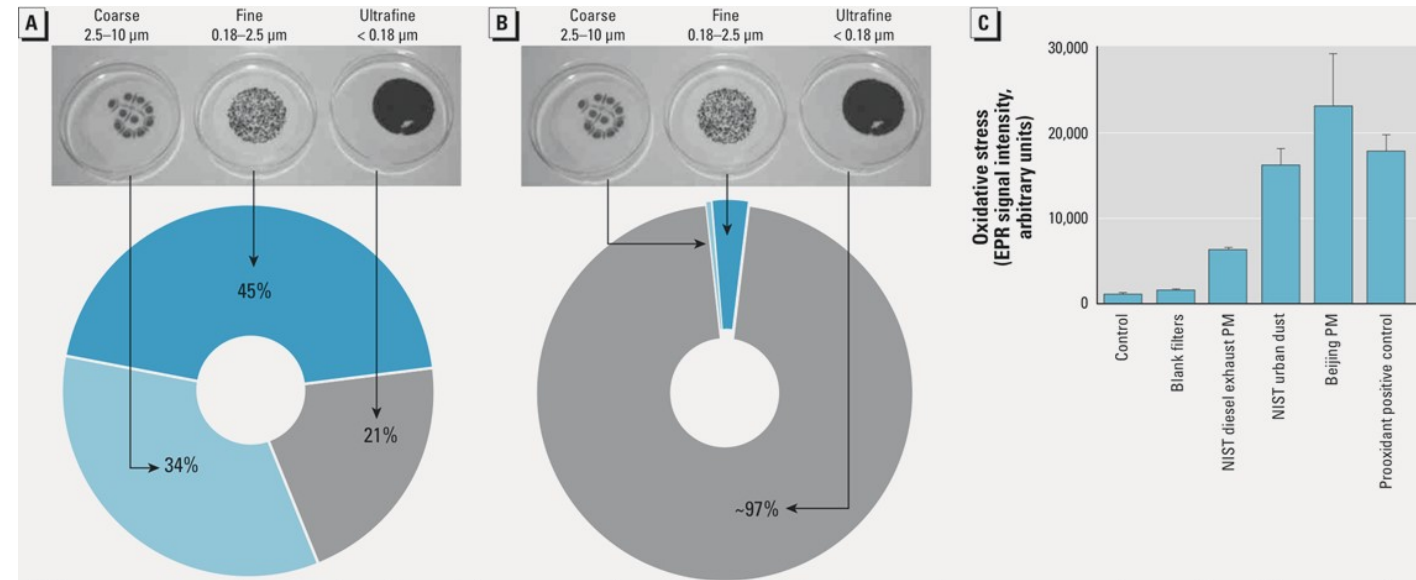 A
Coarse
2.5–10 µm
Fine
0.18–2.5 µm
Ultrafine
< 0.18 µm
45%
34%
21%
B
Coarse
2.5–10 µm
Fine
0.18–2.5 µm
Ultrafine
< 0.18 µm
~97%
C
Oxidative stress
(EPR signal intensity,
arbitrary units)
30,000
20,000
10,000
0
Control
Blank filters
NIST diesel exhaust PM
NIST urban dust
Beijing PM
Prooxidant positive control